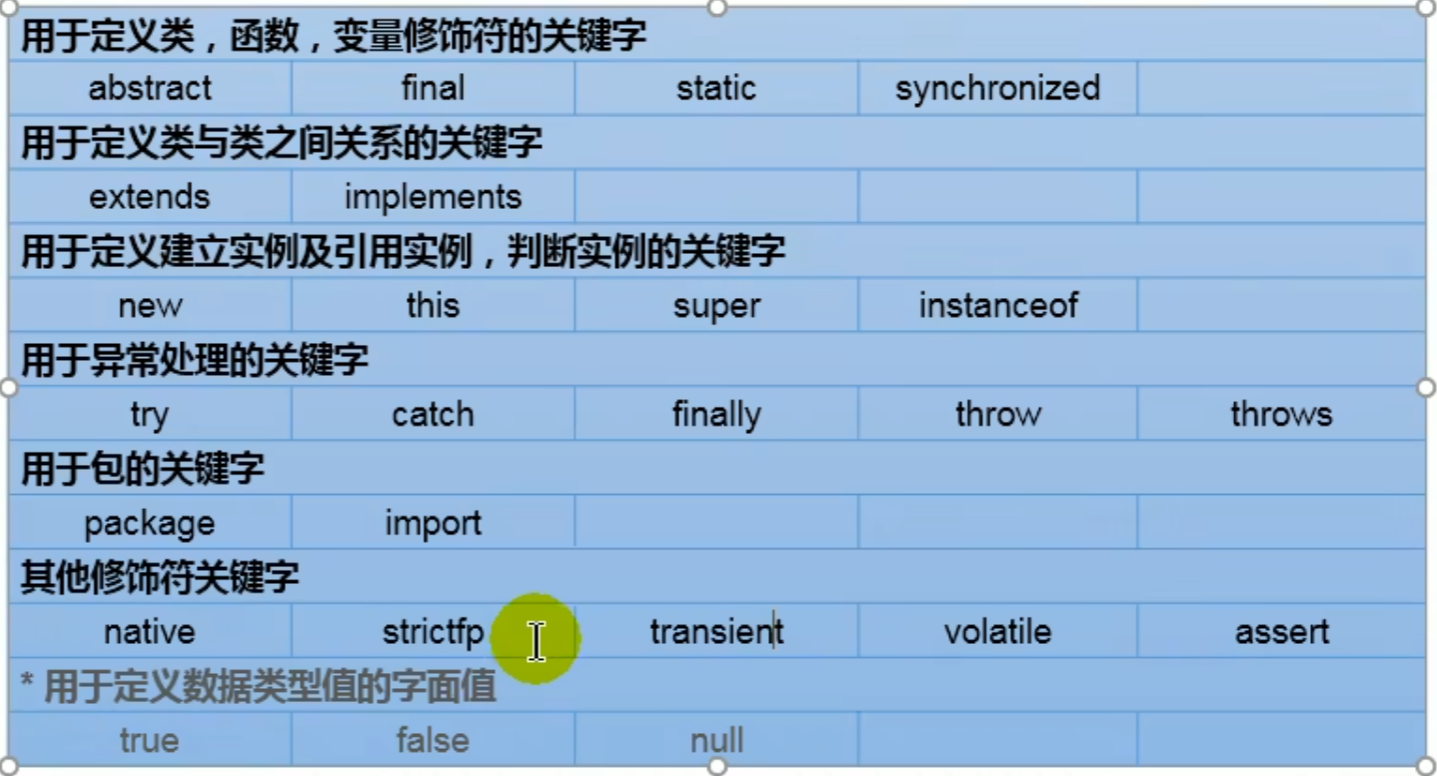 用于定义类，函数，变量修饰符的关键字
abstract final static synchronized
用于定义类与类之间关系的关键字
extends implements
用于定义建立实例及引用实例，判断实例的关键字
new this super instanceof
用于异常处理的关键字
try catch finally throw throws
用于包的关键字
package import
其他修饰符关键字
native strictfp transient volatile assert
* 用于定义数据类型值的字面值
true false null